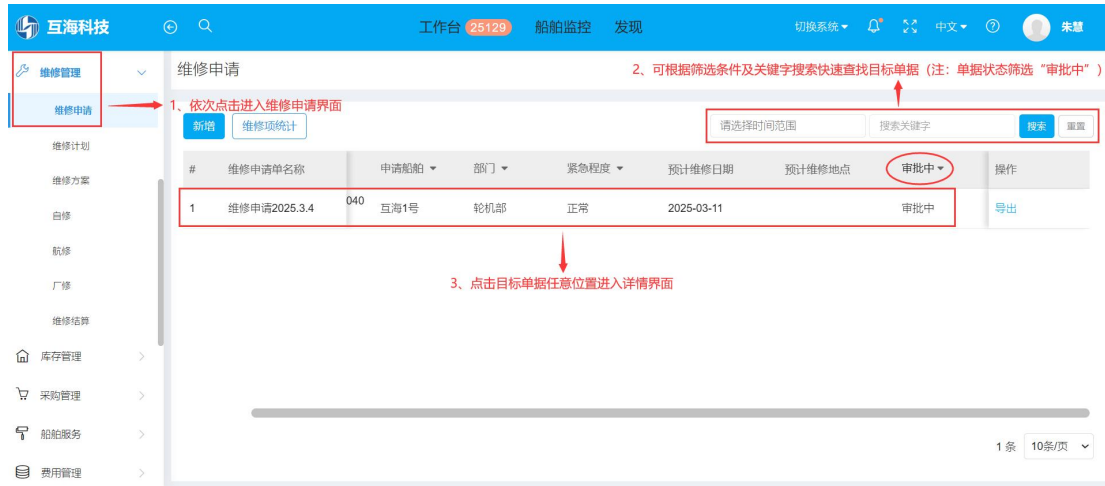 互海科技
工作台 25129 船舶监控 发现
切换系统 中文 朱慧
维修管理
维修申请
维修计划
维修方案
自修
航修
厂修
维修结算
库存管理
采购管理
船舶服务
费用管理
维修申请
2、可根据筛选条件及关键字搜索快速查找目标单据（注：单据状态筛选“审批中”）
1、依次点击进入维修申请界面
新增 维修项统计 请选择时间范围 搜索关键字 搜索 重置
# 维修申请单名称 申请船舶 部门 紧急程度 预计维修日期 预计维修地点 审批中 操作
1 维修申请2025.3.4 040 互海1号 轮机部 正常 2025-03-11 审批中 导出
3、点击目标单据任意位置进入详情界面
1 条 10条/页